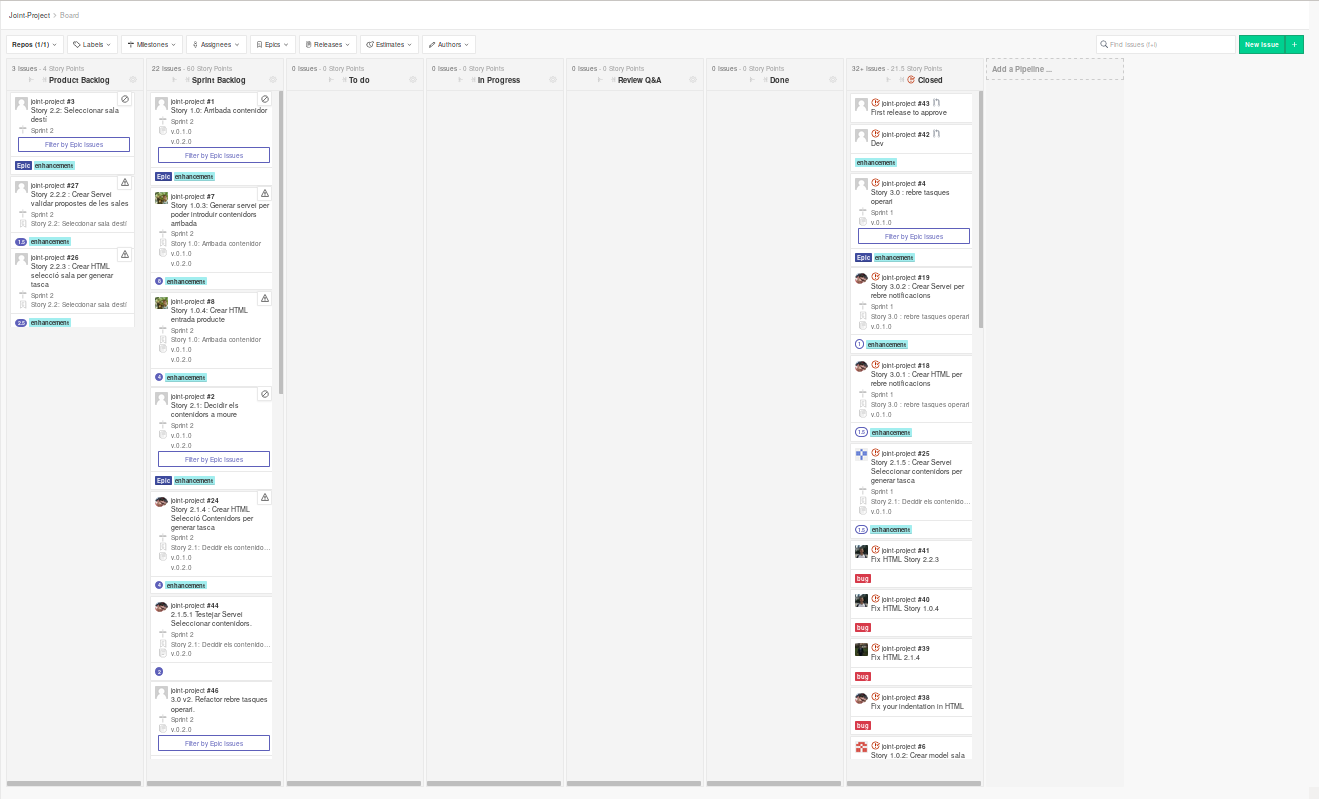 Joint-Project › Board
Repos (1/1)
Labels
Milestones
Assignees
Epics
Releases
Estimates
Authors
Find Issues (f+i)
New Issue
+
3 Issues - 4 Story Points
Product Backlog
joint-project #3
Story 2.2: Seleccionar sala
destí
Sprint 2
Filter by Epic Issues
Epic enhancement
joint-project #27
Story 2.2.2 : Crear Servei
validar propostes de les sales
Sprint 2
Story 2.2: Seleccionar sala destí
1.5 enhancement
joint-project #26
Story 2.2.3 : Crear HTML
selecció sala per generar
tasca
Sprint 2
Story 2.2: Seleccionar sala destí
2.5 enhancement
22 Issues - 60 Story Points
Sprint Backlog
joint-project #1
Story 1.0: Arribada contenidor
Sprint 2
v.0.1.0
v.0.2.0
Filter by Epic Issues
Epic enhancement
joint-project #7
Story 1.0.3: Generar servei per
poder introduir contenidors
arribada
Sprint 2
Story 1.0: Arribada contenidor
v.0.1.0
v.0.2.0
enhancement
joint-project #8
Story 1.0.4: Crear HTML
entrada producte
Sprint 2
Story 1.0: Arribada contenidor
v.0.1.0
v.0.2.0
4 enhancement
joint-project #2
Story 2.1: Decidir els
contenidors a moure
Sprint 2
v.0.1.0
v.0.2.0
Filter by Epic Issues
Epic enhancement
joint-project #24
Story 2.1.4 : Crear HTML
Selecció Contenidors per
generar tasca
Sprint 2
Story 2.1: Decidir els contenido...
v.0.1.0
v.0.2.0
4 enhancement
joint-project #44
2.1.5.1 Testejar Servei
Seleccionar contenidors.
Sprint 2
Story 2.1: Decidir els contenido...
v.0.2.0
2
joint-project #46
3.0 v2. Refactor rebre tasques
operari.
Sprint 2
v.0.2.0
Filter by Epic Issues
0 Issues - 0 Story Points
To do
0 Issues - 0 Story Points
In Progress
0 Issues - 0 Story Points
Review Q&A
0 Issues - 0 Story Points
Done
32+ Issues - 21.5 Story Points
Closed
joint-project #43
First release to approve
joint-project #42
Dev
enhancement
joint-project #4
Story 3.0 : rebre tasques
operari
Sprint 1
v.0.1.0
Filter by Epic Issues
Epic enhancement
joint-project #19
Story 3.0.2 : Crear Servei per
rebre notificacions
Sprint 1
Story 3.0 : rebre tasques operari
v.0.1.0
1 enhancement
joint-project #18
Story 3.0.1 : Crear HTML per
rebre notificacions
Sprint 1
Story 3.0 : rebre tasques operari
v.0.1.0
1.5 enhancement
joint-project #25
Story 2.1.5 : Crear Servei
Seleccionar contenidors per
generar tasca
Sprint 1
Story 2.1: Decidir els contenido...
v.0.1.0
1.5 enhancement
joint-project #41
Fix HTML Story 2.2.3
bug
joint-project #40
Fix HTML Story 1.0.4
bug
joint-project #39
Fix HTML 2.1.4
bug
joint-project #38
Fix your indentation in HTML
bug
joint-project #6
Story 1.0.2: Crear model sala
Add a Pipeline ...